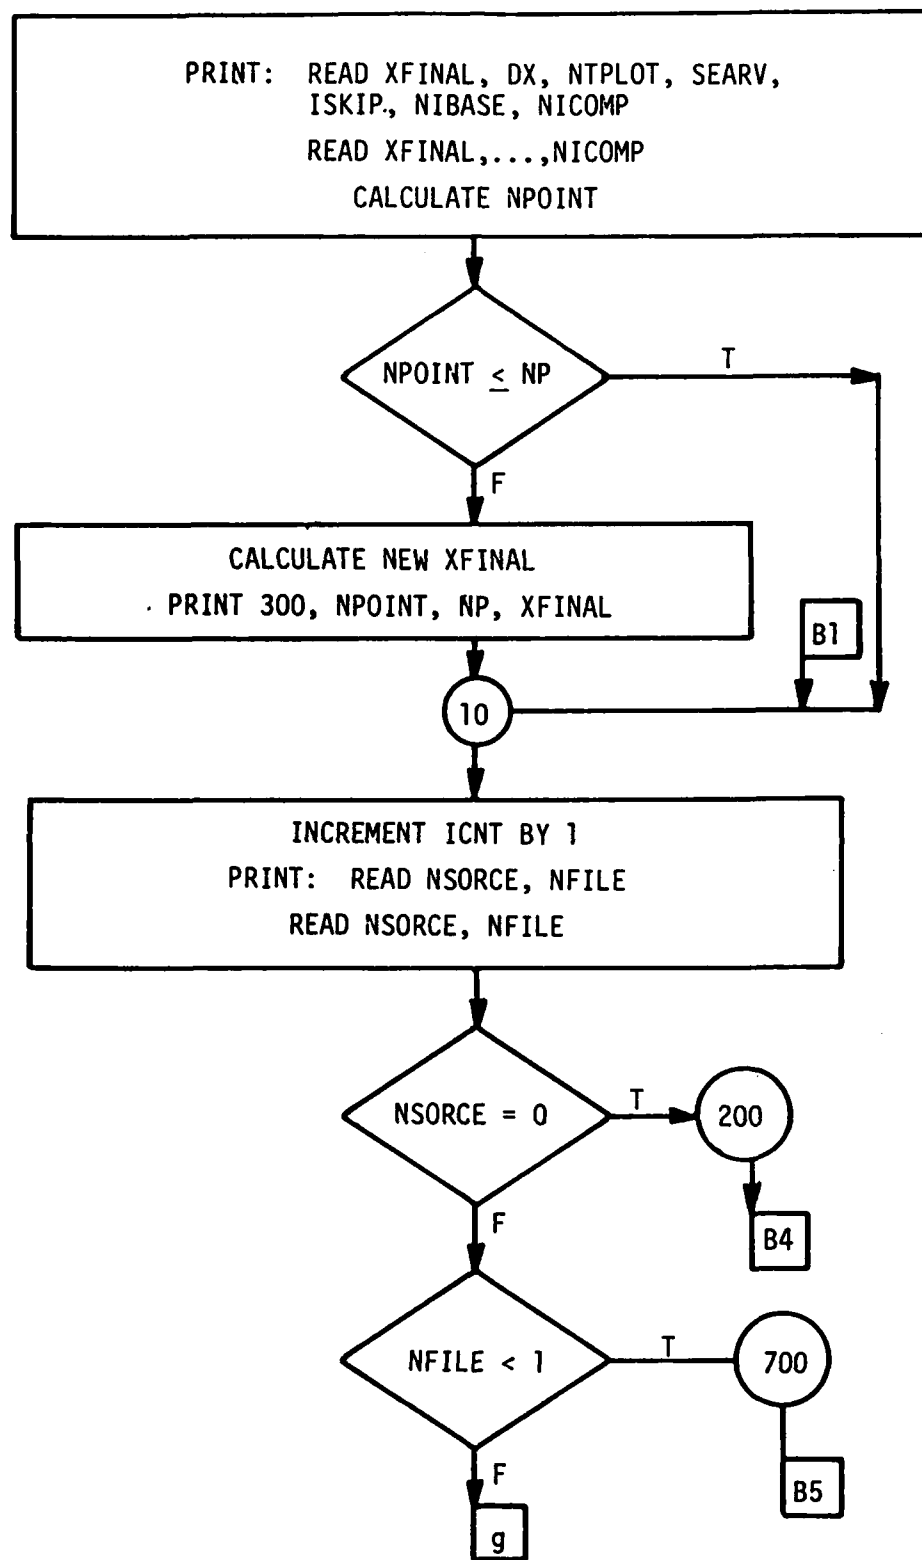 PRINT: READ XFINAL, DX, NTPLOT, SEARV,
ISKIP, NIBASE, NICOMP
READ XFINAL,...,NICOMP
CALCULATE NPOINT
NPOINT ≤ NP
T
F
CALCULATE NEW XFINAL
PRINT 300, NPOINT, NP, XFINAL
B1
10
INCREMENT ICNT BY 1
PRINT: READ NSORCE, NFILE
READ NSORCE, NFILE
NSORCE = 0
T
200
F
B4
NFILE < 1
T
700
F
B5
g